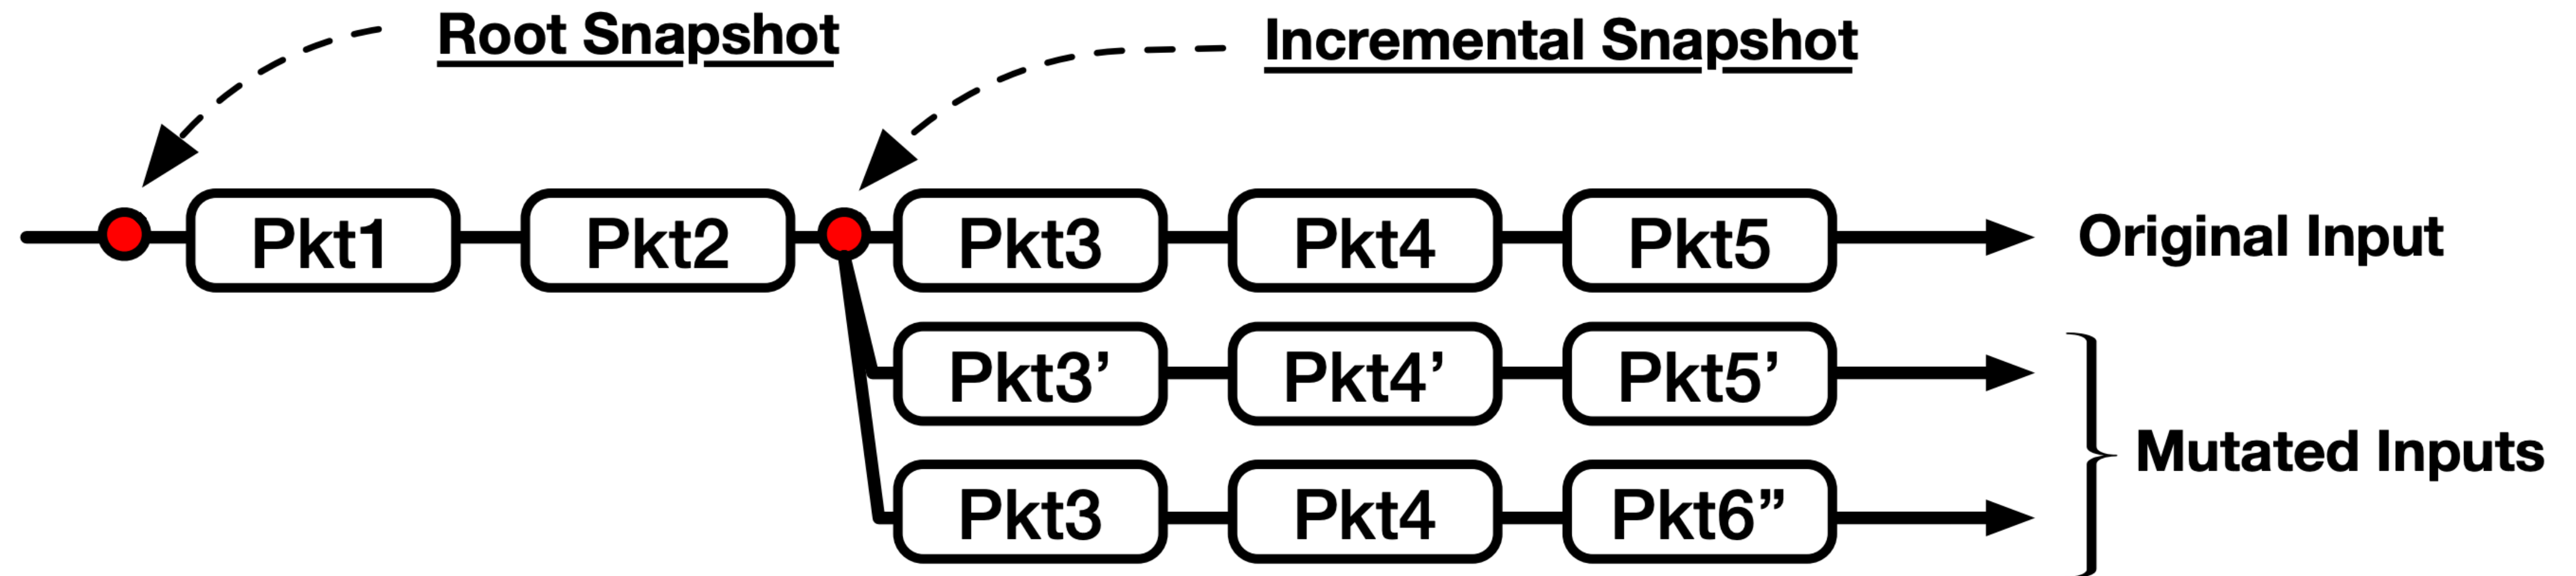 Root Snapshot
Incremental Snapshot
Pkt1 Pkt2 Pkt3 Pkt4 Pkt5 Original Input
Pkt3’ Pkt4’ Pkt5’
Mutated Inputs
Pkt3 Pkt4 Pkt6”